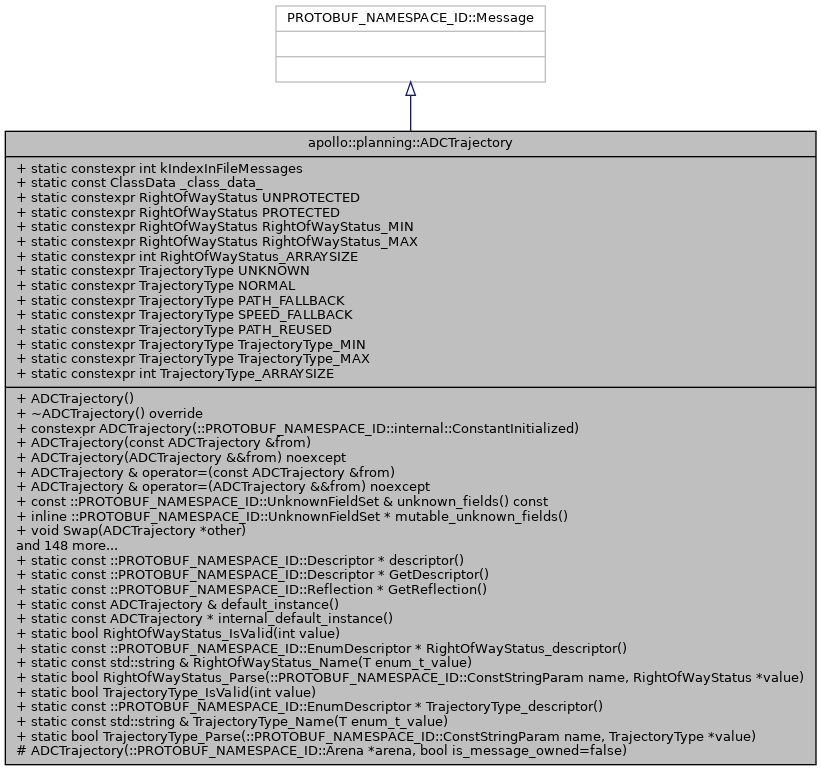 PROTOBUF_NAMESPACE_ID::Message
apollo::planning::ADCTrajectory
+ static constexpr int kIndexInFileMessages
+ static const ClassData _class_data_
+ static constexpr RightOfWayStatus UNPROTECTED
+ static constexpr RightOfWayStatus PROTECTED
+ static constexpr RightOfWayStatus RightOfWayStatus_MIN
+ static constexpr RightOfWayStatus RightOfWayStatus_MAX
+ static constexpr int RightOfWayStatus_ARRAYSIZE
+ static constexpr TrajectoryType UNKNOWN
+ static constexpr TrajectoryType NORMAL
+ static constexpr TrajectoryType PATH_FALLBACK
+ static constexpr TrajectoryType SPEED_FALLBACK
+ static constexpr TrajectoryType PATH_REUSED
+ static constexpr TrajectoryType TrajectoryType_MIN
+ static constexpr TrajectoryType TrajectoryType_MAX
+ static constexpr int TrajectoryType_ARRAYSIZE
+ ADCTrajectory()
+ ~ADCTrajectory() override
+ constexpr ADCTrajectory(::PROTOBUF_NAMESPACE_ID::internal::ConstantInitialized)
+ ADCTrajectory(const ADCTrajectory &from)
+ ADCTrajectory(ADCTrajectory &&from) noexcept
+ ADCTrajectory & operator=(const ADCTrajectory &from)
+ ADCTrajectory & operator=(ADCTrajectory &&from) noexcept
+ const ::PROTOBUF_NAMESPACE_ID::UnknownFieldSet & unknown_fields() const
+ inline ::PROTOBUF_NAMESPACE_ID::UnknownFieldSet * mutable_unknown_fields()
+ void Swap(ADCTrajectory *other)
and 148 more...
+ static const ::PROTOBUF_NAMESPACE_ID::Descriptor * descriptor()
+ static const ::PROTOBUF_NAMESPACE_ID::Descriptor * GetDescriptor()
+ static const ::PROTOBUF_NAMESPACE_ID::Reflection * GetReflection()
+ static const ADCTrajectory & default_instance()
+ static const ADCTrajectory * internal_default_instance()
+ static bool RightOfWayStatus_IsValid(int value)
+ static const ::PROTOBUF_NAMESPACE_ID::EnumDescriptor * RightOfWayStatus_descriptor()
+ static const std::string & RightOfWayStatus_Name(T enum_t_value)
+ static bool RightOfWayStatus_Parse(::PROTOBUF_NAMESPACE_ID::ConstStringParam name, RightOfWayStatus *value)
+ static bool TrajectoryType_IsValid(int value)
+ static const ::PROTOBUF_NAMESPACE_ID::EnumDescriptor * TrajectoryType_descriptor()
+ static const std::string & TrajectoryType_Name(T enum_t_value)
+ static bool TrajectoryType_Parse(::PROTOBUF_NAMESPACE_ID::ConstStringParam name, TrajectoryType *value)
# ADCTrajectory(::PROTOBUF_NAMESPACE_ID::Arena *arena, bool is_message_owned=false)